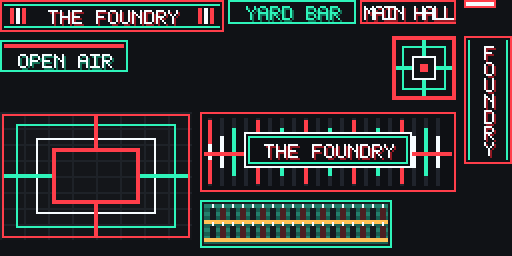 THE FOUNDRY
YARD BAR
MAIN HALL
OPEN AIR
FOUNDRY
THE FOUNDRY